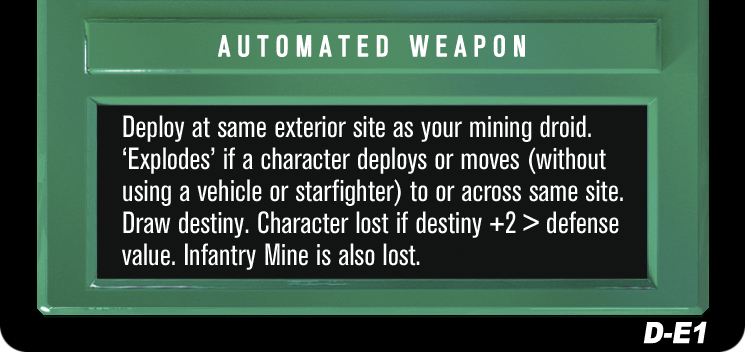 AUTOMATED WEAPON
Deploy at same exterior site as your mining droid.
‘Explodes’ if a character deploys or moves (without
using a vehicle or starfighter) to or across same site.
Draw destiny. Character lost if destiny +2 > defense
value. Infantry Mine is also lost.
D-E1